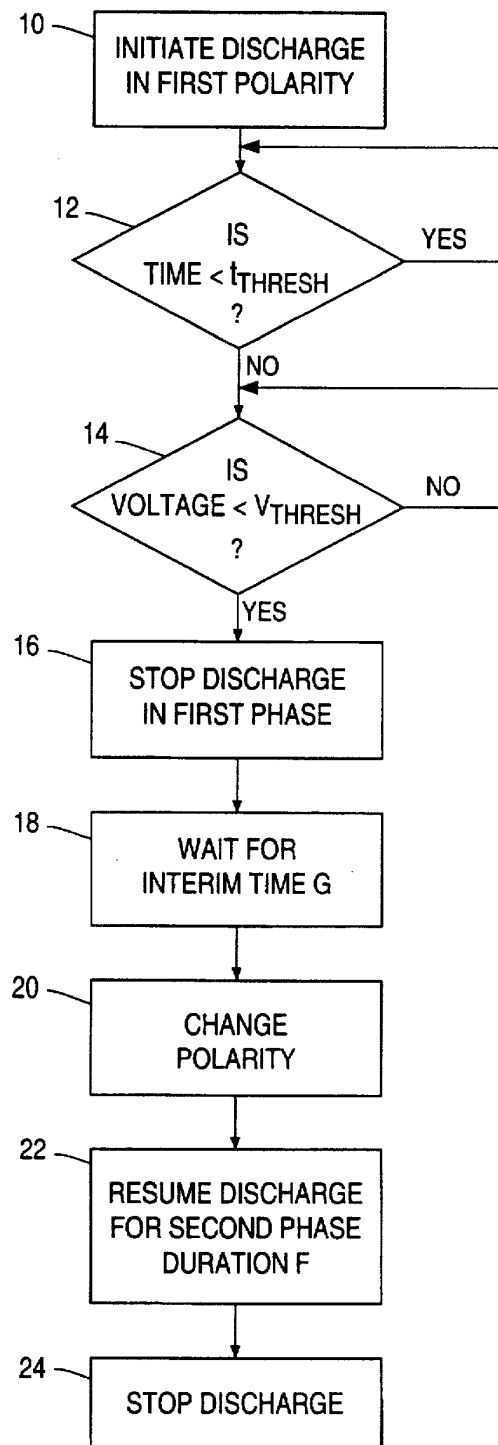 10
INITIATE DISCHARGE
IN FIRST POLARITY
12
IS
TIME < tTHRESH
?
YES
NO
14
IS
VOLTAGE < VTHRESH
?
NO
YES
16
STOP DISCHARGE
IN FIRST PHASE
18
WAIT FOR
INTERIM TIME G
20
CHANGE
POLARITY
22
RESUME DISCHARGE
FOR SECOND PHASE
DURATION F
24
STOP DISCHARGE